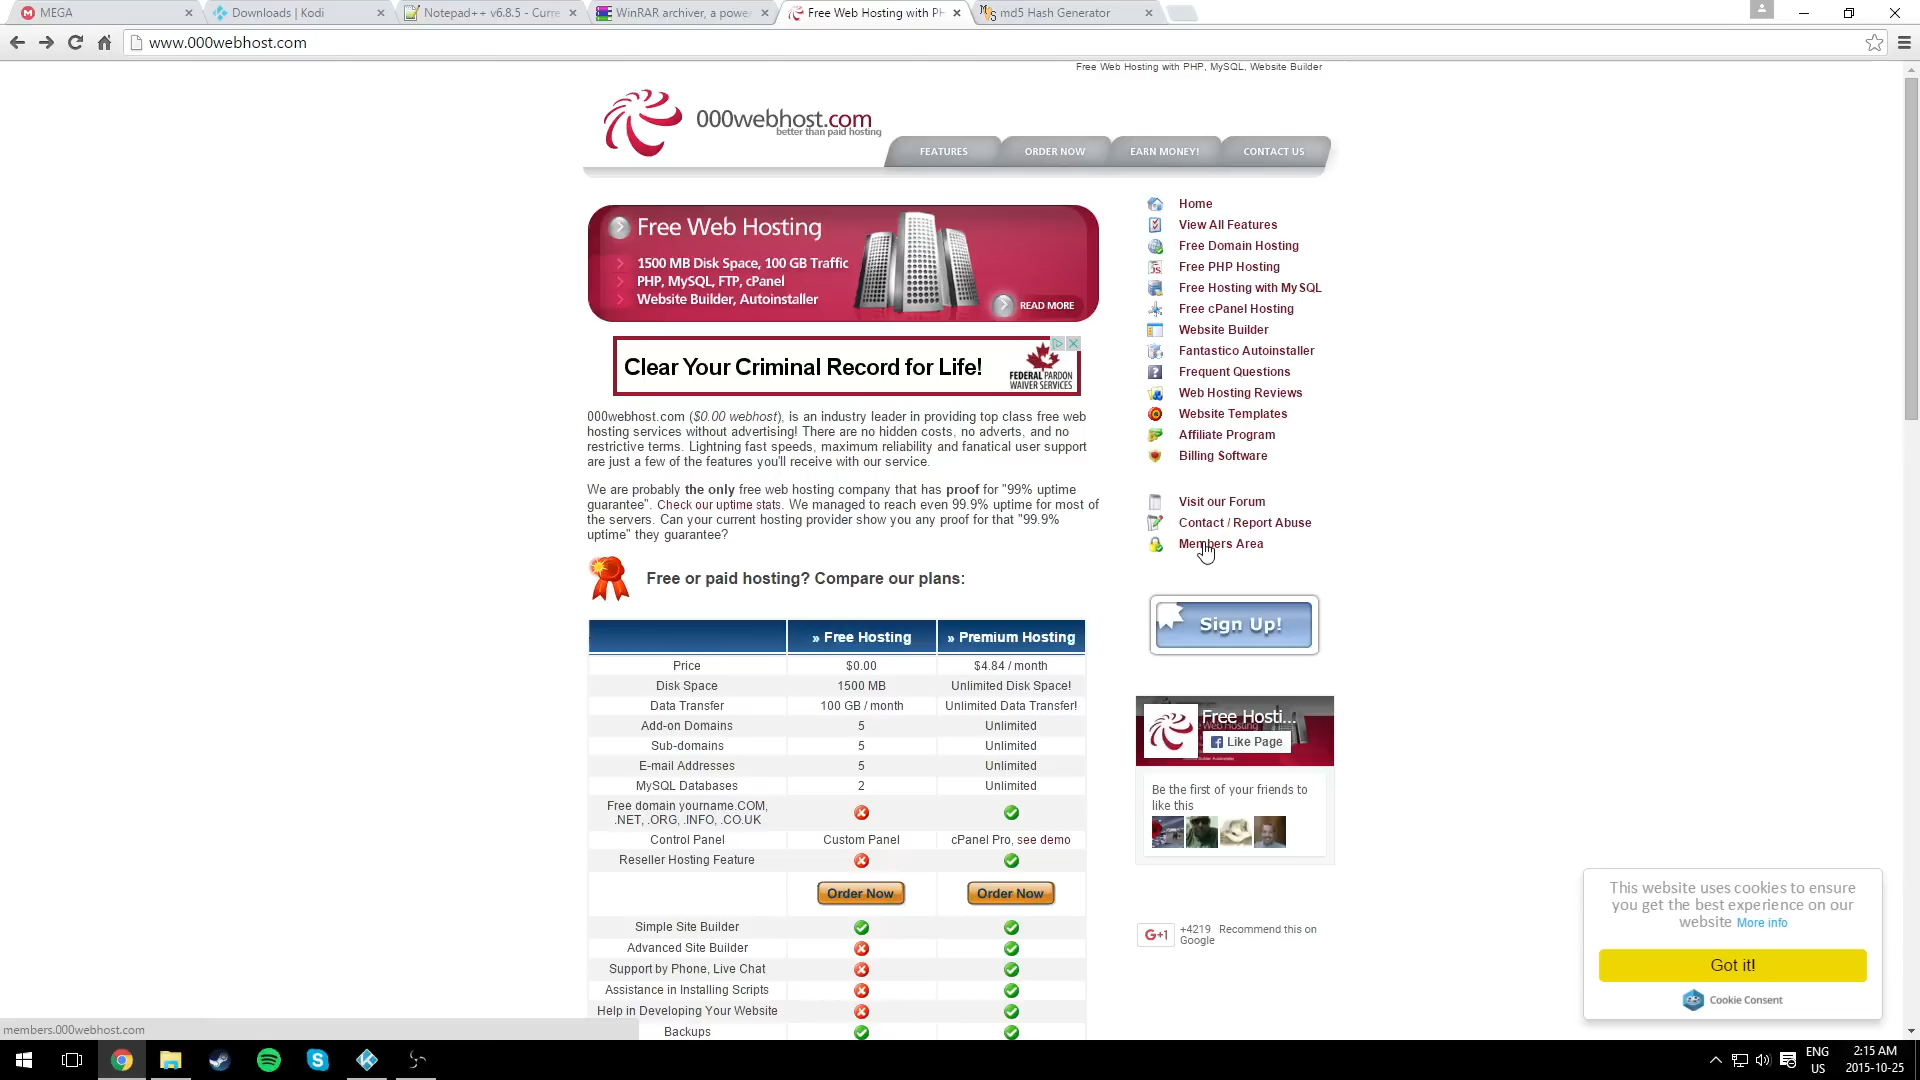 MEGA
Downloads | Kodi
Notepad++ v6.8.5 - Curre
WinRAR archiver, a powe
Free Web Hosting with PH
md5 Hash Generator
www.000webhost.com
Free Web Hosting with PHP, MySQL, Website Builder
000webhost.com
better than paid hosting
FEATURES
ORDER NOW
EARN MONEY!
CONTACT US
Free Web Hosting
1500 MB Disk Space, 100 GB Traffic
PHP, MySQL, FTP, cPanel
Website Builder, Autoinstaller
READ MORE
Clear Your Criminal Record for Life!
FEDERAL PARDON
WAIVER SERVICES
000webhost.com ($0.00 webhost), is an industry leader in providing top class free web
hosting services without advertising! There are no hidden costs, no adverts, and no
restrictive terms. Lightning fast speeds, maximum reliability and fanatical user support
are just a few of the features you'll receive with our service.
We are probably the only free web hosting company that has proof for "99% uptime
guarantee". Check our uptime stats. We managed to reach even 99.9% uptime for most of
the servers. Can your current hosting provider show you any proof for that "99.9%
uptime" they guarantee?
Free or paid hosting? Compare our plans:
» Free Hosting » Premium Hosting
Price $0.00 $4.84 / month
Disk Space 1500 MB Unlimited Disk Space!
Data Transfer 100 GB / month Unlimited Data Transfer!
Add-on Domains 5 Unlimited
Sub-domains 5 Unlimited
E-mail Addresses 5 Unlimited
MySQL Databases 2 Unlimited
Free domain yourname.COM,
.NET, .ORG, .INFO, .CO.UK
Control Panel Custom Panel cPanel Pro, see demo
Reseller Hosting Feature
Order Now Order Now
Simple Site Builder
Advanced Site Builder
Support by Phone, Live Chat
Assistance in Installing Scripts
Help in Developing Your Website
Backups
Home
View All Features
Free Domain Hosting
Free PHP Hosting
Free Hosting with MySQL
Free cPanel Hosting
Website Builder
Fantastico Autoinstaller
Frequent Questions
Web Hosting Reviews
Website Templates
Affiliate Program
Billing Software
Visit our Forum
Contact / Report Abuse
Members Area
Sign Up!
Free Hosti...
Like Page
Be the first of your friends to
like this
G+1
+4219 Recommend this on
Google
This website uses cookies to ensure
you get the best experience on our
website More info
Got it!
Cookie Consent
members.000webhost.com
ENG
US
2:15 AM
2015-10-25